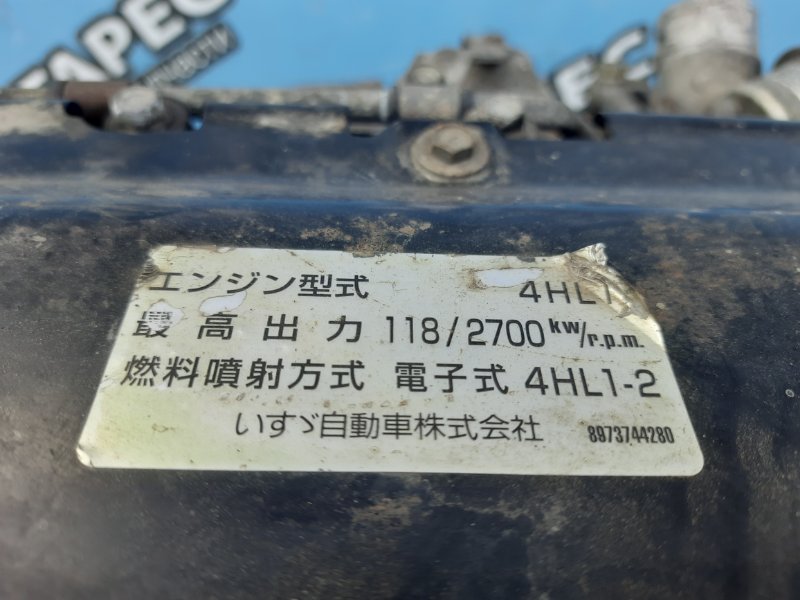 エンジン型式 4HL1
最高出力 118/2700 kw/r.p.m.
燃料噴射方式 電子式 4HL1-2
いすゞ自動車株式会社 8973744280